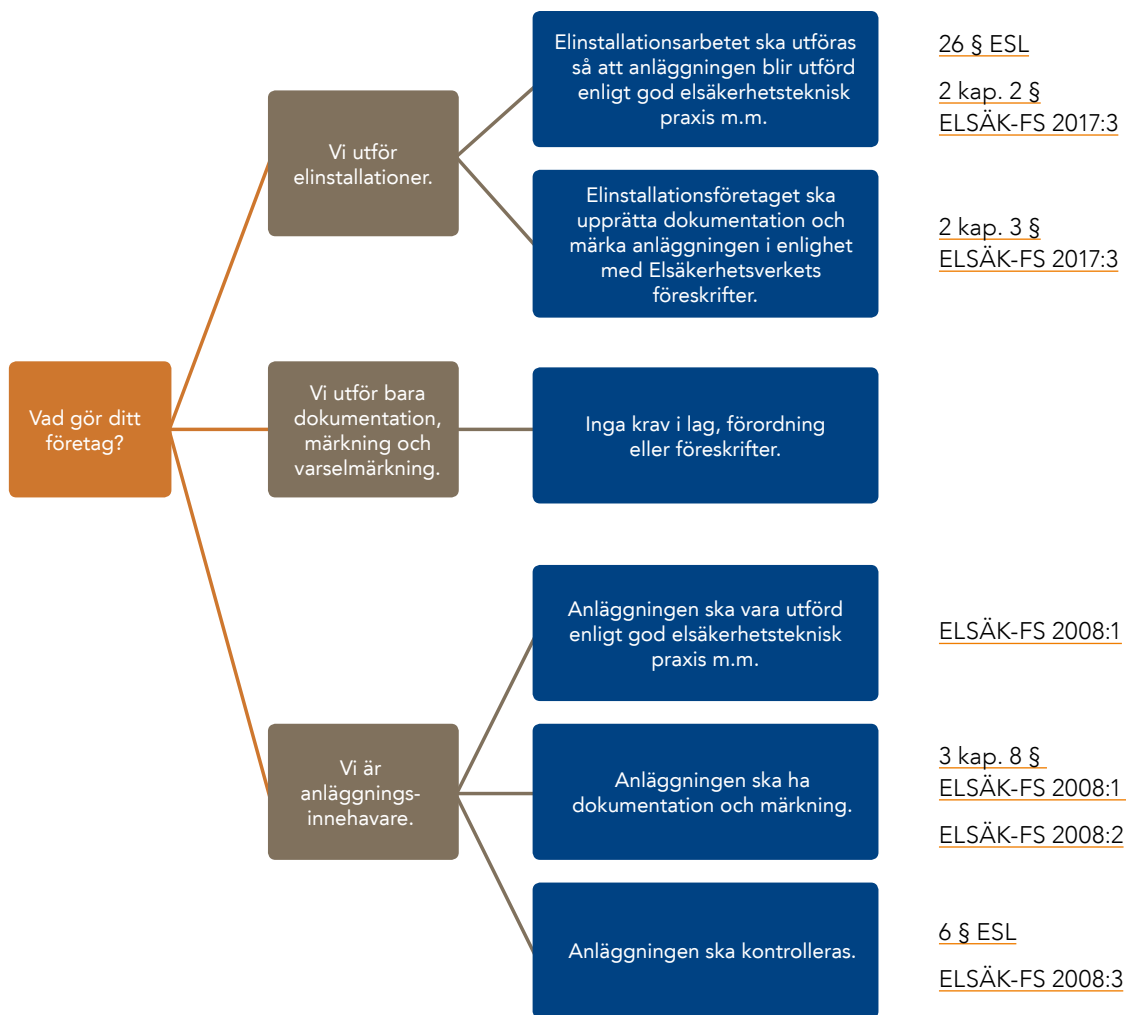 Vad gör ditt
företag?
Vi utför
elinstallationer.
Elinstallationsarbetet ska utföras
så att anläggningen blir utförd
enligt god elsäkerhetsteknisk
praxis m.m.
26 § ESL
2 kap. 2 §
ELSÄK-FS 2017:3
Elinstallationsföretaget ska
upprätta dokumentation och
märka anläggningen i enlighet
med Elsäkerhetsverkets
föreskrifter.
2 kap. 3 §
ELSÄK-FS 2017:3
Vi utför bara
dokumentation,
märkning och
varselmärkning.
Inga krav i lag, förordning
eller föreskrifter.
Vi är
anläggnings-
innehavare.
Anläggningen ska vara utförd
enligt god elsäkerhetsteknisk
praxis m.m.
ELSÄK-FS 2008:1
Anläggningen ska ha
dokumentation och märkning.
3 kap. 8 §
ELSÄK-FS 2008:1
ELSÄK-FS 2008:2
Anläggningen ska kontrolleras.
6 § ESL
ELSÄK-FS 2008:3